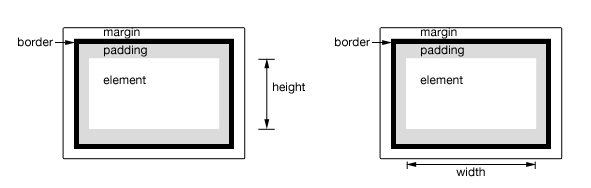 margin
border
padding
element
height
margin
border
padding
element
width